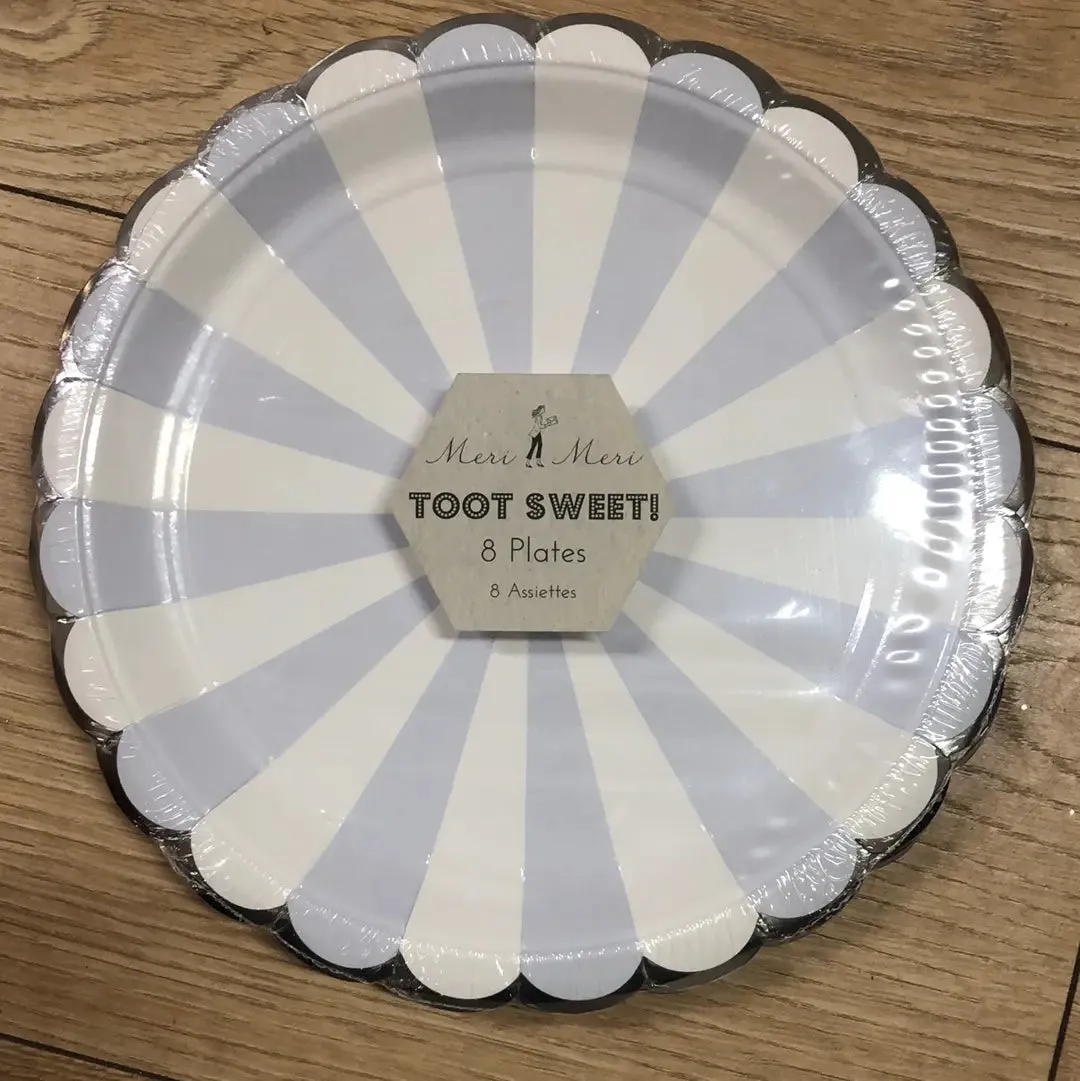 Meri Meri
TOOT SWEET!
8 Plates
8 Assiettes